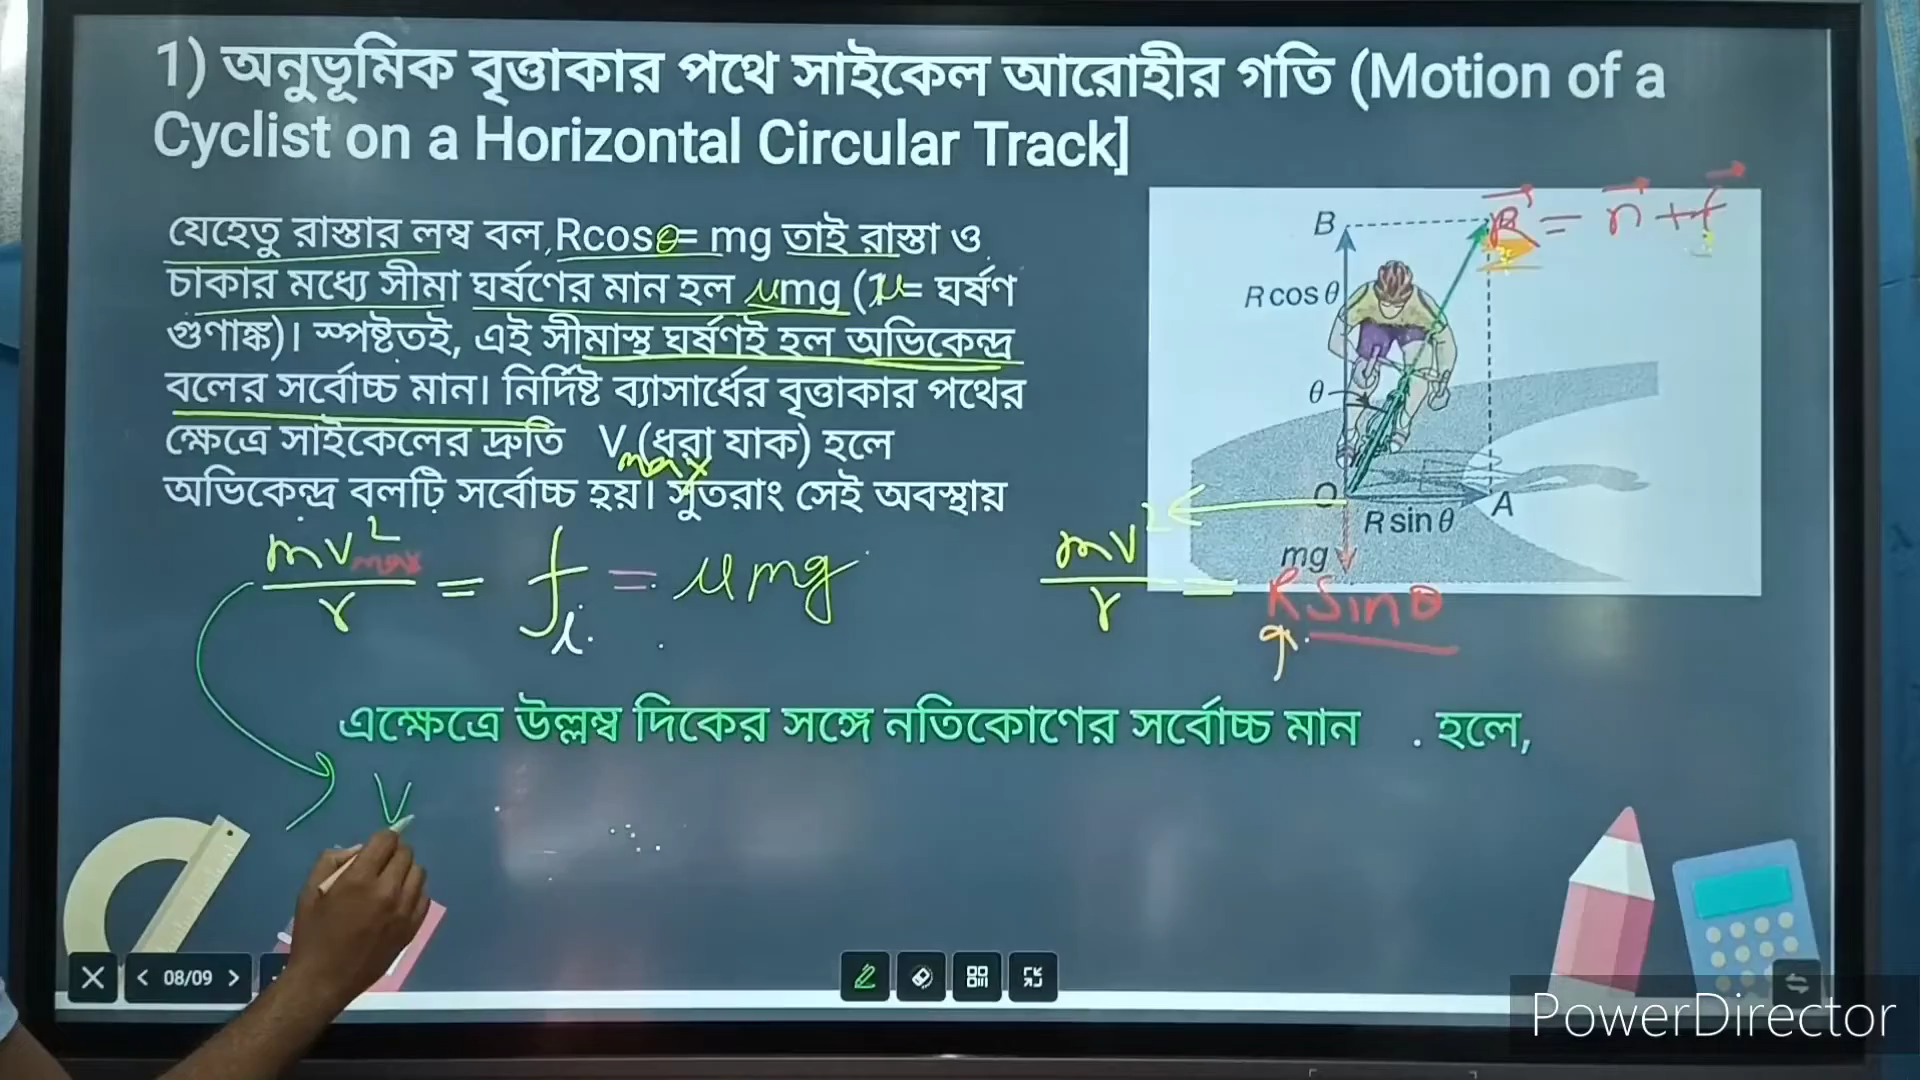 1) অনুভূমিক বৃত্তাকার পথে সাইকেল আরোহীর গতি (Motion of a
Cyclist on a Horizontal Circular Track]
যেহেতু রাস্তার লম্ব বল, Rcosθ= mg তাই রাস্তা ও
চাকার মধ্যে সীমা ঘর্ষণের মান হল μmg (μ= ঘর্ষণ
গুণাঙ্ক)। স্পষ্টতই, এই সীমাস্থ ঘর্ষণই হল অভিকেন্দ্র
বলের সর্বোচ্চ মান। নির্দিষ্ট ব্যাসার্ধের বৃত্তাকার পথের
ক্ষেত্রে সাইকেলের দ্রুতি V max (ধরা যাক) হলে
অভিকেন্দ্র বলটি সর্বোচ্চ হয়। সুতরাং সেই অবস্থায়
B R = n + f
R cos θ
θ
O R sin θ A
mg
mv²max / r = f l = μmg
mv² / r = R sin θ
এক্ষেত্রে উল্লম্ব দিকের সঙ্গে নতিকোণের সর্বোচ্চ মান . হলে,
V
08/09
PowerDirector